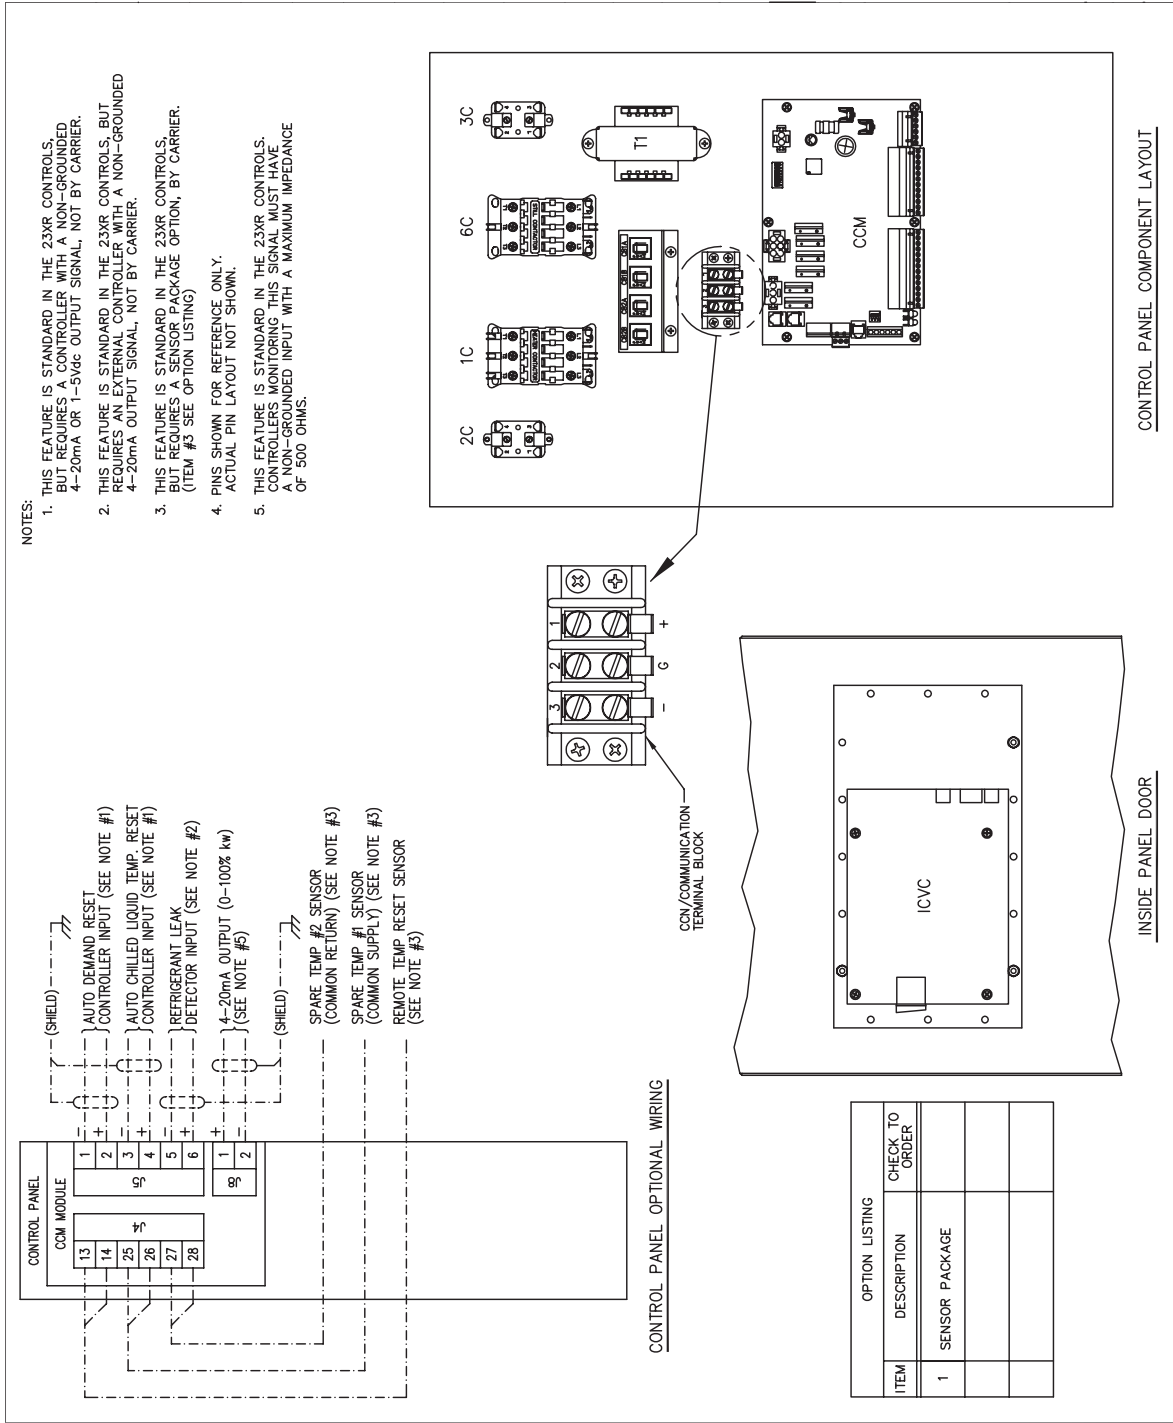 NOTES:
1. THIS FEATURE IS STANDARD IN THE 23XR CONTROLS,
BUT REQUIRES A CONTROLLER WITH A NON-GROUNDED
4-20mA OR 1-5Vdc OUTPUT SIGNAL, NOT BY CARRIER.
2. THIS FEATURE IS STANDARD IN THE 23XR CONTROLS, BUT
REQUIRES AN EXTERNAL CONTROLLER WITH A NON-GROUNDED
4-20mA OUTPUT SIGNAL, NOT BY CARRIER.
3. THIS FEATURE IS STANDARD IN THE 23XR CONTROLS,
BUT REQUIRES A SENSOR PACKAGE OPTION, BY CARRIER.
(ITEM #3 SEE OPTION LISTING)
4. PINS SHOWN FOR REFERENCE ONLY.
ACTUAL PIN LAYOUT NOT SHOWN.
5. THIS FEATURE IS STANDARD IN THE 23XR CONTROLS.
CONTROLLERS MONITORING THIS SIGNAL MUST HAVE
A NON-GROUNDED INPUT WITH A MAXIMUM IMPEDANCE
OF 500 OHMS.
CONTROL PANEL
CCM MODULE
13
14
25
26
27
28
J4
J5
1 -
2 +
3 -
4 +
5 -
6 +
J8
1 +
2 -
(SHIELD)
AUTO DEMAND RESET
CONTROLLER INPUT (SEE NOTE #1)
AUTO CHILLED LIQUID TEMP. RESET
CONTROLLER INPUT (SEE NOTE #1)
REFRIGERANT LEAK
DETECTOR INPUT (SEE NOTE #2)
4-20mA OUTPUT (0-100% kw)
(SEE NOTE #5)
(SHIELD)
SPARE TEMP #2 SENSOR
(COMMON RETURN) (SEE NOTE #3)
SPARE TEMP #1 SENSOR
(COMMON SUPPLY) (SEE NOTE #3)
REMOTE TEMP RESET SENSOR
(SEE NOTE #3)
CONTROL PANEL OPTIONAL WIRING
2C
1C
6C
3C
HEATER CONTACTOR
STILL CONTACTOR
T1
CB2B
CB2A
CB1B
CB1A
CCM
CONTROL PANEL COMPONENT LAYOUT
3
2
1
-
G
+
CCN/COMMUNICATION
TERMINAL BLOCK
ICVC
INSIDE PANEL DOOR
OPTION LISTING
ITEM
DESCRIPTION
CHECK TO
ORDER
1
SENSOR PACKAGE